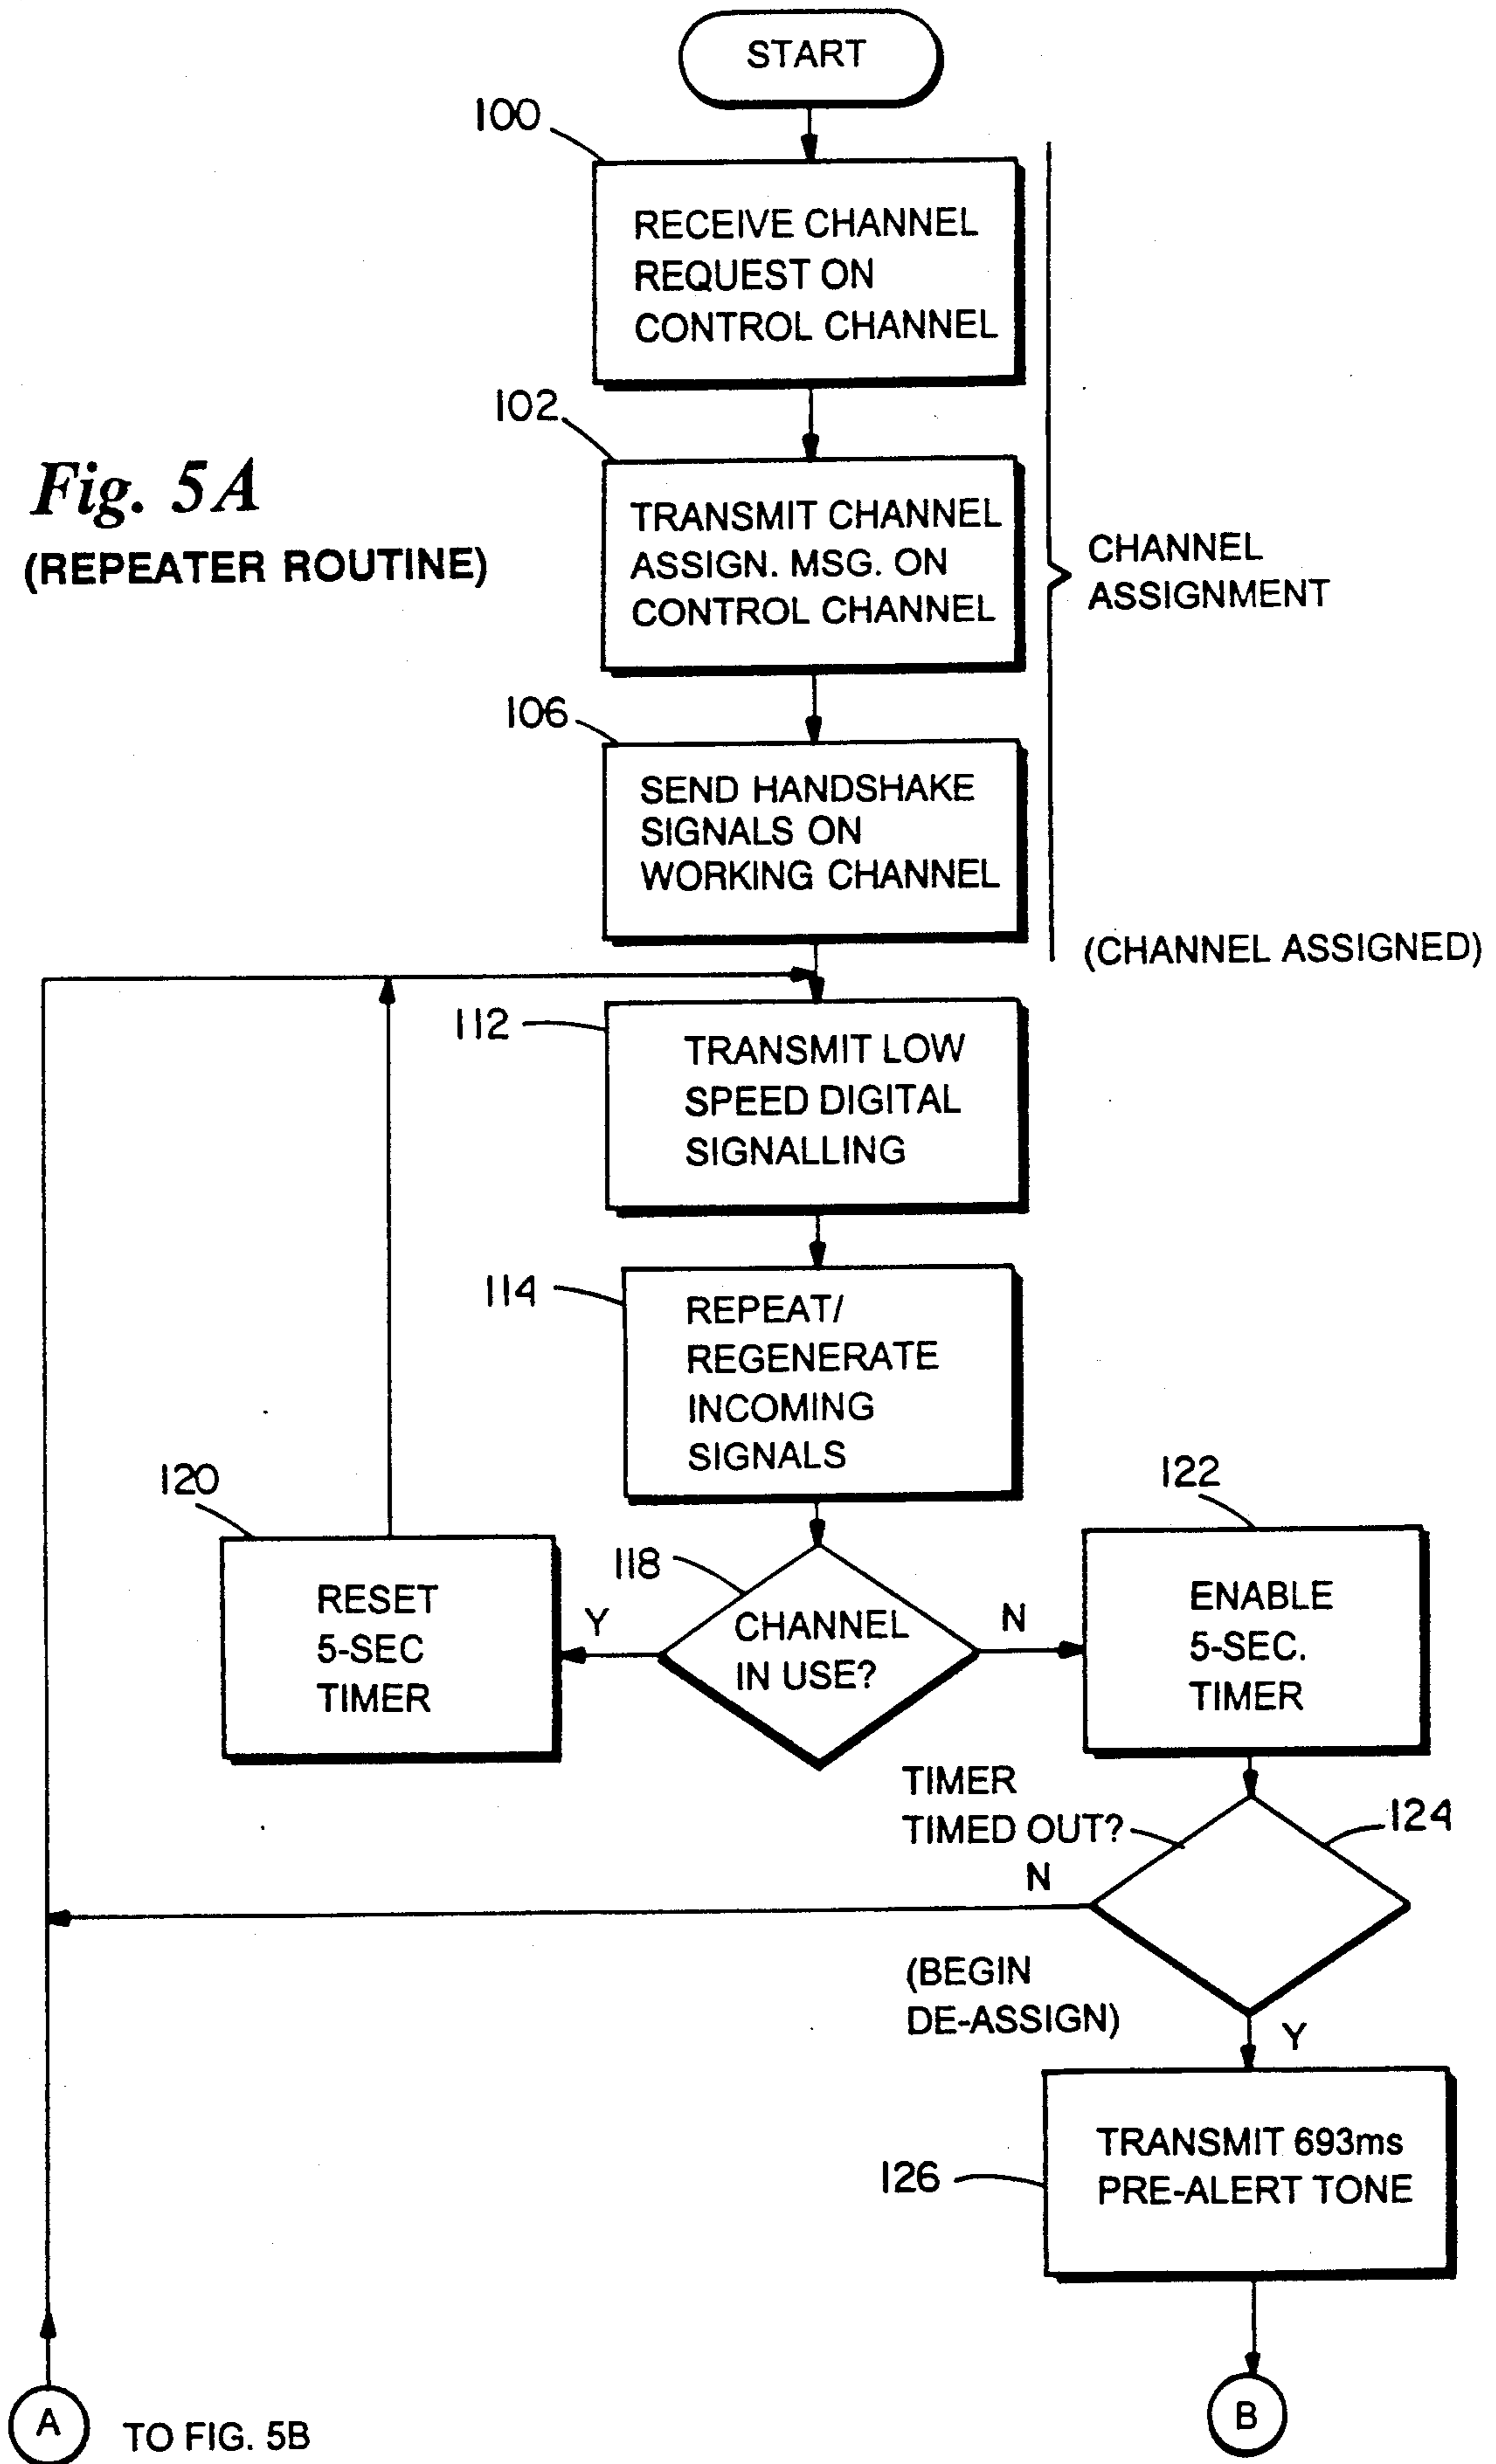 START
100
RECEIVE CHANNEL
REQUEST ON
CONTROL CHANNEL
102
Fig. 5A
(REPEATER ROUTINE)
TRANSMIT CHANNEL
ASSIGN. MSG. ON
CONTROL CHANNEL
CHANNEL
ASSIGNMENT
106
SEND HANDSHAKE
SIGNALS ON
WORKING CHANNEL
(CHANNEL ASSIGNED)
112
TRANSMIT LOW
SPEED DIGITAL
SIGNALLING
114
REPEAT/
REGENERATE
INCOMING
SIGNALS
120
RESET
5-SEC
TIMER
118
Y
CHANNEL
IN USE?
N
122
ENABLE
5-SEC.
TIMER
TIMER
TIMED OUT?
124
N
(BEGIN
DE-ASSIGN)
Y
126
TRANSMIT 693ms
PRE-ALERT TONE
A
TO FIG. 5B
B